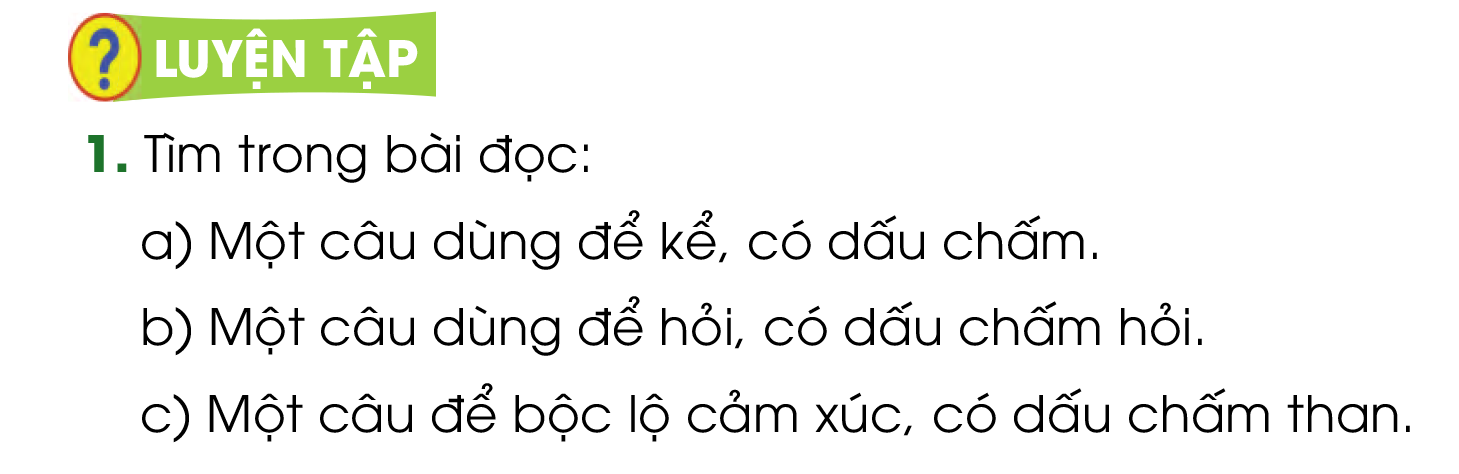 ? LUYỆN TẬP
1. Tìm trong bài đọc:
a) Một câu dùng để kể, có dấu chấm.
b) Một câu dùng để hỏi, có dấu chấm hỏi.
c) Một câu để bộc lộ cảm xúc, có dấu chấm than.